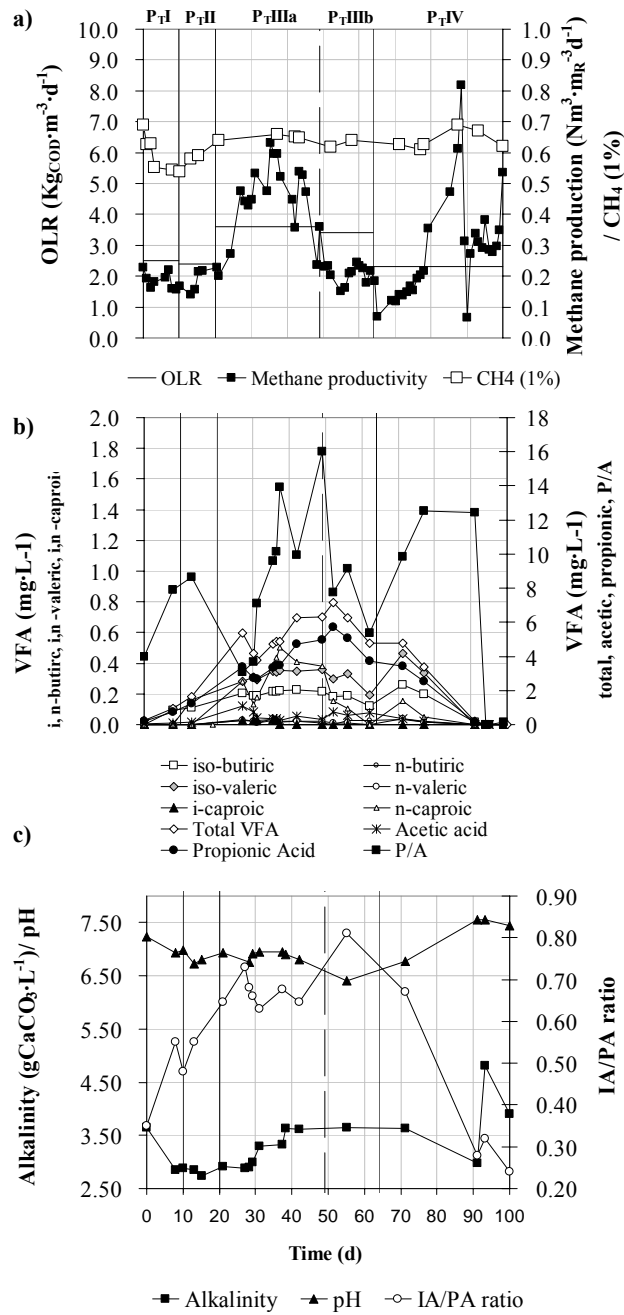 a)
PTI PTII PTIIIa PTIIIb PTIV
OLR (KgCOD·m-3·d-1)
10.0
9.0
8.0
7.0
6.0
5.0
4.0
3.0
2.0
1.0
0.0
1
0.9
0.8
0.7
0.6
0.5
0.4
0.3
0.2
0.1
0
Methane production (Nm3·mR-3d-1)
/ CH4 (1%)
OLR Methane productivity CH4 (1%)
b)
VFA (mg·L-1)
i, n-butirc, i,n -valeric, i,n -caproi
2.0
1.8
1.6
1.4
1.2
1.0
0.8
0.6
0.4
0.2
0.0
18
16
14
12
10
8
6
4
2
0
VFA (mg·L-1)
total, acetic, propionic, P/A
iso-butiric n-butiric
iso-valeric n-valeric
i-caproic n-caproic
Total VFA Acetic acid
Propionic Acid P/A
c)
Alkalinity (gCaCO3·L-1)/ pH
7.50
6.50
5.50
4.50
3.50
2.50
0.90
0.80
0.70
0.60
0.50
0.40
0.30
0.20
IA/PA ratio
0 10 20 30 40 50 60 70 80 90 100
Time (d)
Alkalinity pH IA/PA ratio